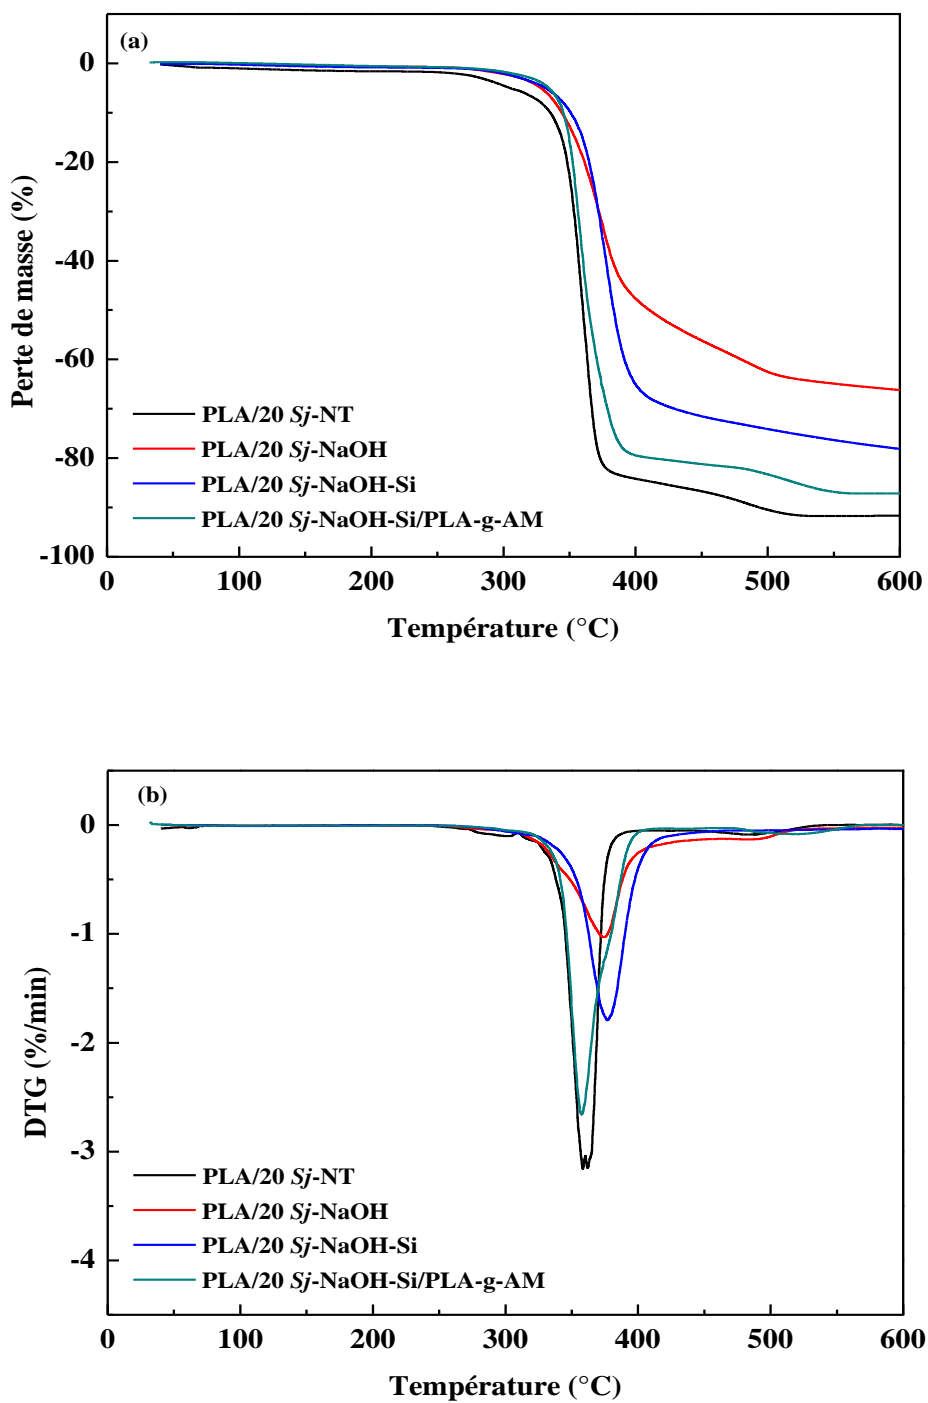 (a)
0
-20
-40
-60
-80
-100
Perte de masse (%)
PLA/20 Sj-NT
PLA/20 Sj-NaOH
PLA/20 Sj-NaOH-Si
PLA/20 Sj-NaOH-Si/PLA-g-AM
0 100 200 300 400 500 600
Température (°C)
(b)
0
-1
-2
-3
-4
DTG (%/min)
PLA/20 Sj-NT
PLA/20 Sj-NaOH
PLA/20 Sj-NaOH-Si
PLA/20 Sj-NaOH-Si/PLA-g-AM
0 100 200 300 400 500 600
Température (°C)